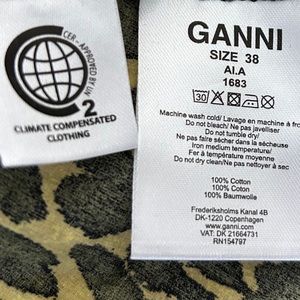 CER - APPROVED BY UN
2
CLIMATE COMPENSATED
CLOTHING
GANNI
SIZE 38
AI.A
1683
30
Machine wash cold/ Lavage en machine à froid
Do not bleach/ Ne pas javelliser
Do not tumble dry/
Ne pas faire sécher dans la sécheuse
Iron medium temperature/
Fer à température moyenne
Do not dry clean/Ne pas nettoyer à sec
100% Cotton
100% Coton
100% Baumwolle
Frederiksholms Kanal 4B
DK-1220 Copenhagen
www.ganni.com
VAT: DK 21664731
RN154797